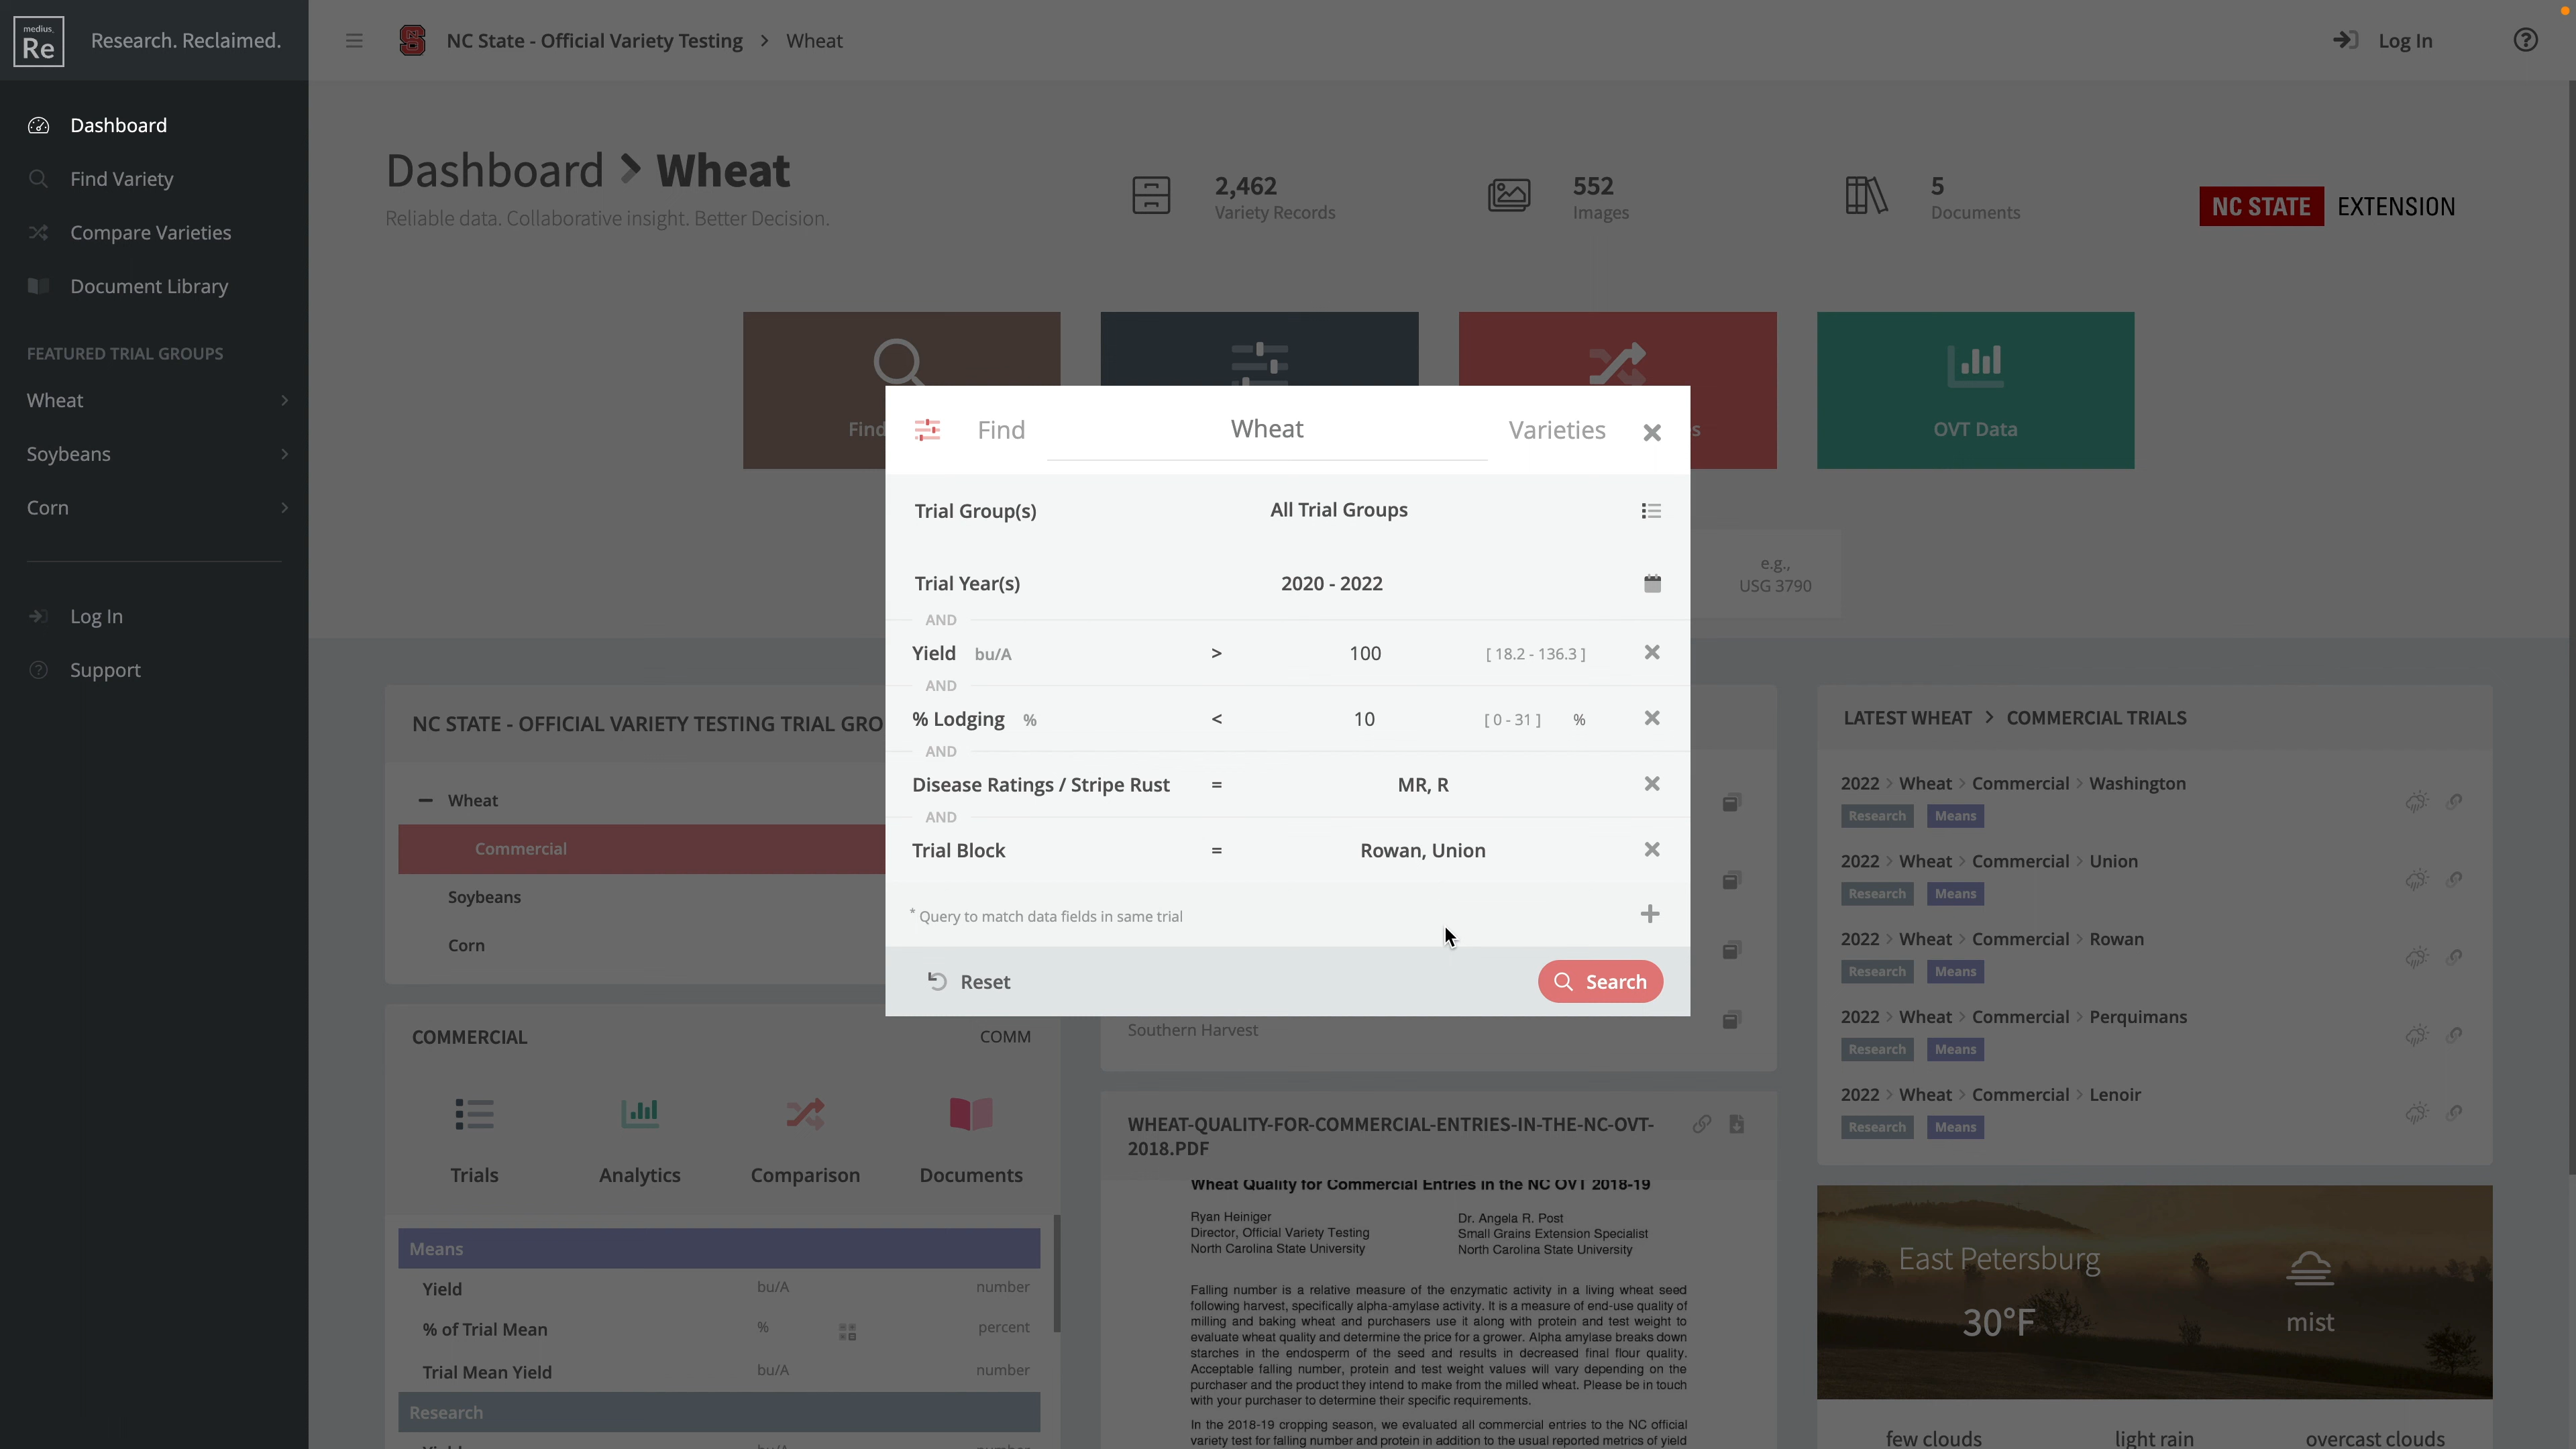 medius.
Re
Research. Reclaimed.
NC State - Official Variety Testing > Wheat
Log In
Dashboard
Find Variety
Compare Varieties
Document Library
FEATURED TRIAL GROUPS
Wheat
Soybeans
Corn
Log In
Support
Dashboard > Wheat
Reliable data. Collaborative insight. Better Decision.
2,462
Variety Records
552
Images
5
Documents
NC STATE EXTENSION
Find
s
OVT Data
e.g.,
USG 3790
Find Wheat Varieties
Trial Group(s) All Trial Groups
Trial Year(s) 2020 - 2022
AND
Yield bu/A > 100 [ 18.2 - 136.3 ]
AND
% Lodging % < 10 [ 0 - 31 ] %
AND
Disease Ratings / Stripe Rust = MR, R
AND
Trial Block = Rowan, Union
* Query to match data fields in same trial
Reset Search
NC STATE - OFFICIAL VARIETY TESTING TRIAL GRO
Wheat
Commercial
Soybeans
Corn
COMMERCIAL COMM
Trials Analytics Comparison Documents
Means
Yield bu/A number
% of Trial Mean % percent
Trial Mean Yield bu/A number
Research
Southern Harvest
WHEAT-QUALITY-FOR-COMMERCIAL-ENTRIES-IN-THE-NC-OVT-
2018.PDF
Wheat Quality for Commercial Entries in the NC OVT 2018-19
Ryan Heiniger
Director, Official Variety Testing
North Carolina State University
Dr. Angela R. Post
Small Grains Extension Specialist
North Carolina State University
Falling number is a relative measure of the enzymatic activity in a living wheat seed
following harvest, specifically alpha-amylase activity. It is a measure of end-use quality of
milling and baking wheat and purchasers use it along with protein and test weight to
evaluate wheat quality and determine the price for a grower. Alpha amylase breaks down
starches in the endosperm of the seed and results in decreased final flour quality.
Acceptable falling number, protein and test weight values will vary depending on the
purchaser and the product they intend to make from the milled wheat. Please be in touch
with your purchaser to determine their specific requirements.
In the 2018-19 cropping season, we evaluated all commercial entries to the NC official
variety test for falling number and protein in addition to the usual reported metrics of yield
LATEST WHEAT > COMMERCIAL TRIALS
2022 > Wheat > Commercial > Washington
Research Means
2022 > Wheat > Commercial > Union
Research Means
2022 > Wheat > Commercial > Rowan
Research Means
2022 > Wheat > Commercial > Perquimans
Research Means
2022 > Wheat > Commercial > Lenoir
Research Means
East Petersburg
30°F
mist
few clouds light rain overcast clouds